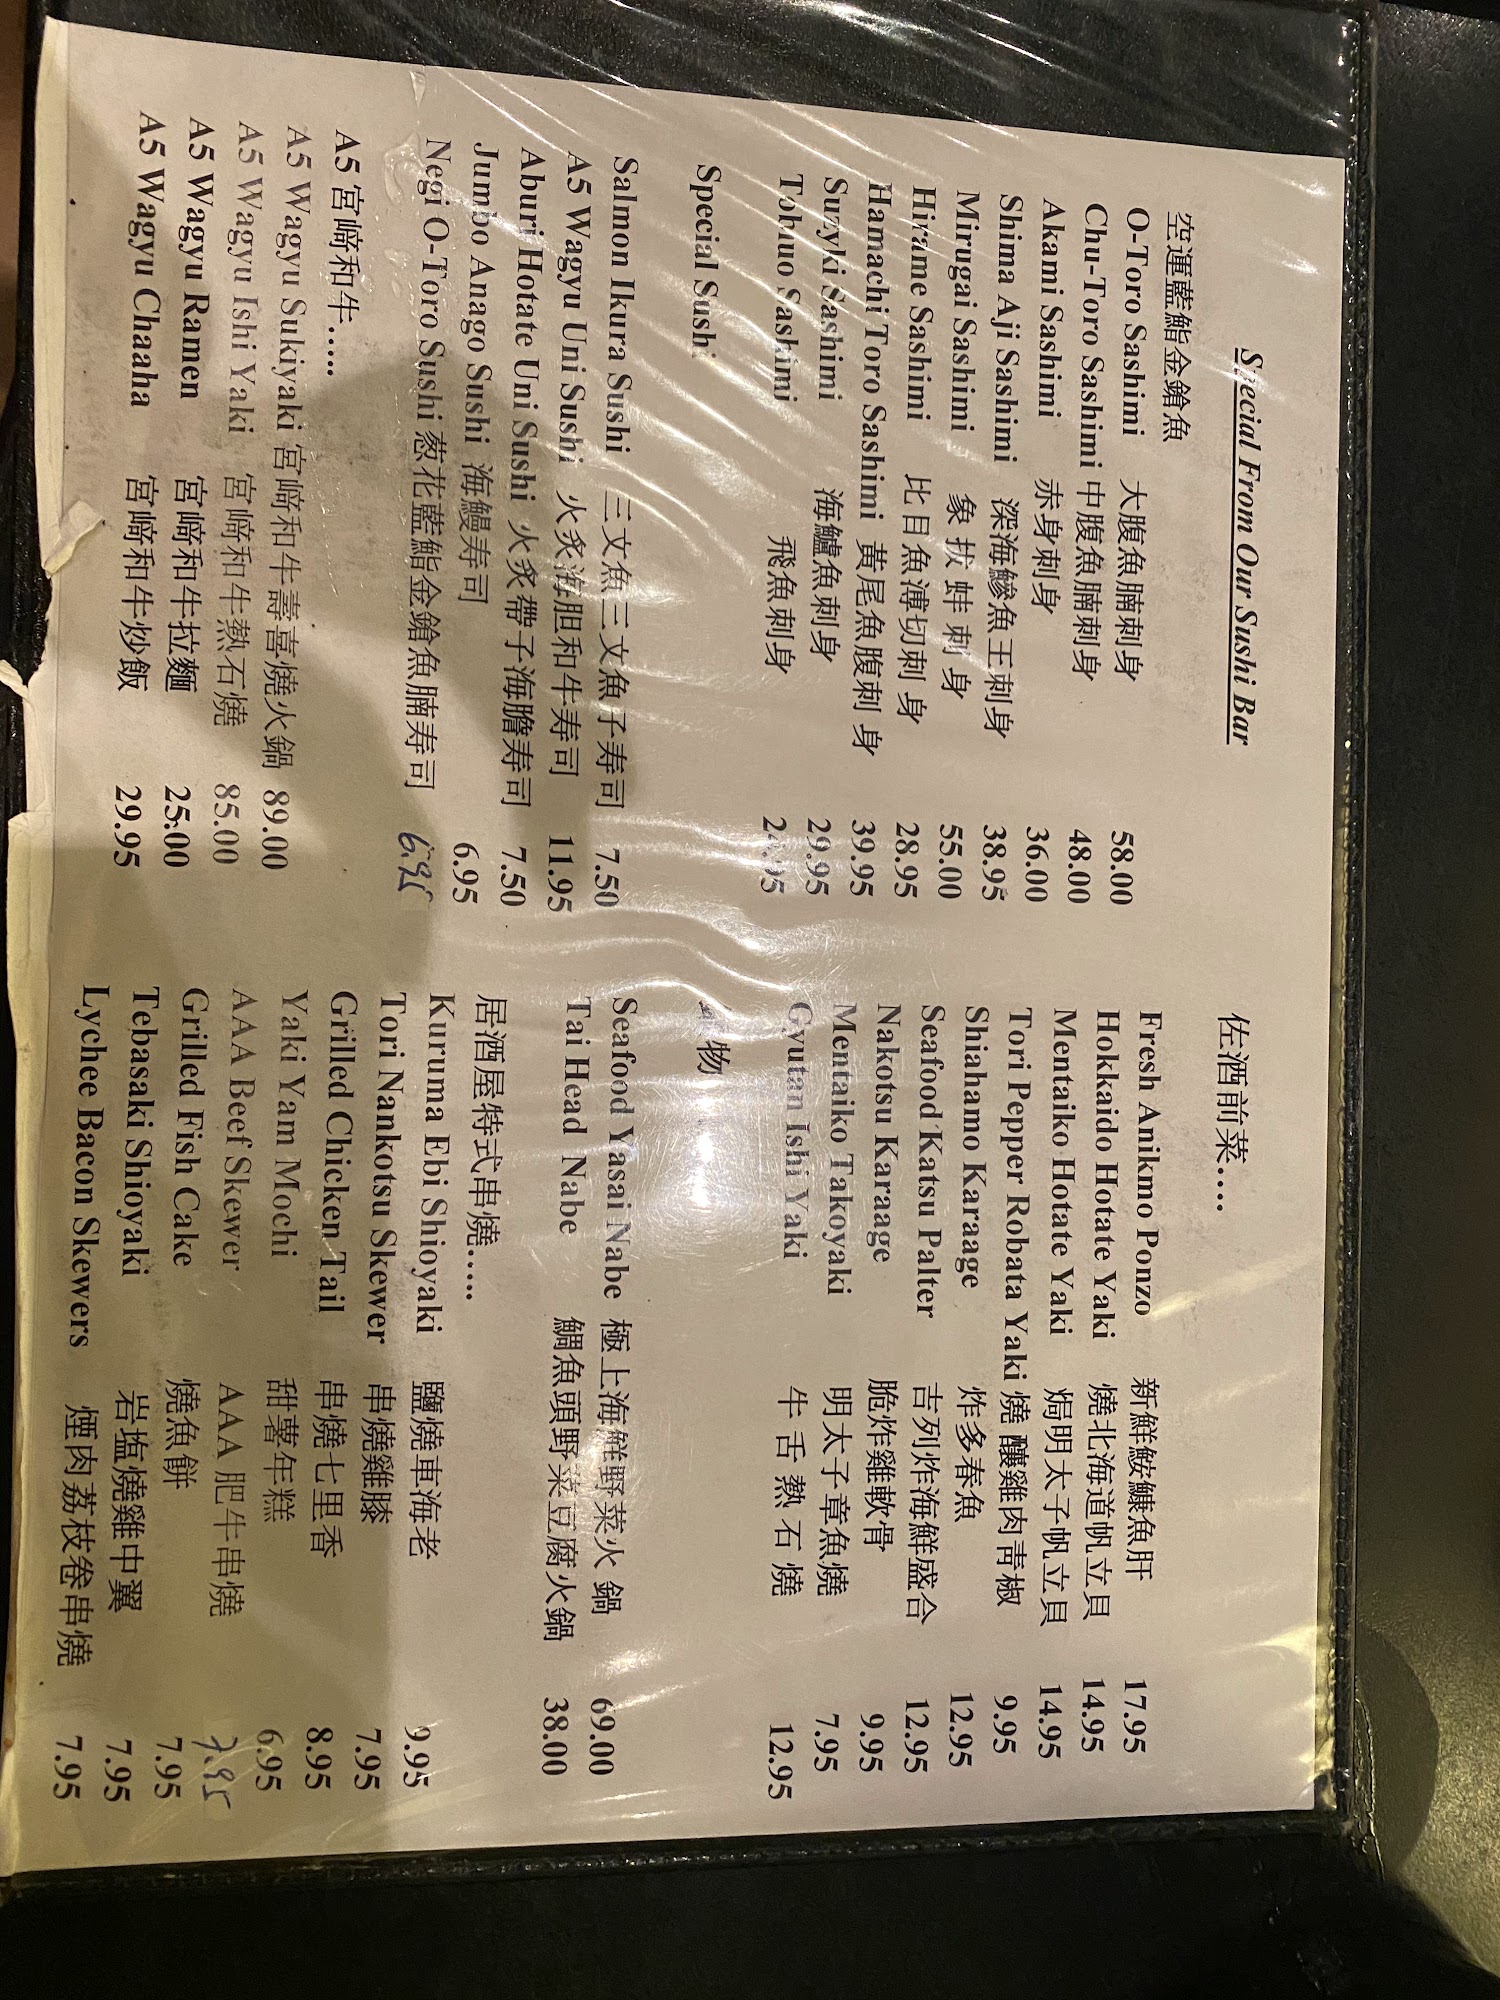 Special From Our Sushi Bar
空運藍鮨金鎗魚
O-Toro Sashimi 大腹魚腩刺身 58.00
Chu-Toro Sashimi 中腹魚腩刺身 48.00
Akami Sashimi 赤身刺身 36.00
Shima Aji Sashimi 深海鰺魚王刺身 38.95
Mirugai Sashimi 象拔蚌刺身 55.00
Hirame Sashimi 比目魚溥切刺身 28.95
Hamachi Toro Sashimi 黃尾魚腹刺身 39.95
Suzyki Sashimi 海鱸魚刺身 29.95
Tobiuo Sashimi 飛魚刺身
Special Sushi
Salmon Ikura Sushi 三文魚三文魚子寿司 7.50
A5 Wagyu Uni Sushi 火炙海胆和牛寿司 11.95
Aburi Hotate Uni Sushi 火炙帶子海膽寿司 7.50
Jumbo Anago Sushi 海鰻寿司 6.95
Negi O-Toro Sushi 葱花藍鮨金鎗魚腩寿司 6.95
A5 宮﨑和牛.....
A5 Wagyu Sukiyaki 宮﨑和牛壽喜燒火鍋 89.00
A5 Wagyu Ishi Yaki 宮﨑和牛熱石燒 85.00
A5 Wagyu Ramen 宮﨑和牛拉麵 25.00
A5 Wagyu Chaaha 宮﨑和牛炒飯 29.95
佐酒前菜....
Fresh Anikmo Ponzo 新鮮鮟鱇魚肝 17.95
Hokkaido Hotate Yaki 燒北海道帆立貝 14.95
Mentaiko Hotate Yaki 焗明太子帆立貝 14.95
Tori Pepper Robata Yaki 燒釀雞肉青椒 9.95
Shiahamo Karaage 炸多春魚 12.95
Seafood Katsu Palter 吉列炸海鮮盛合 12.95
Nakotsu Karaage 脆炸雞軟骨 9.95
Mentaiko Takoyaki 明太子章魚燒 7.95
Gyutan Ishi Yaki 牛舌熱石燒 12.95
物
Seafood Yasai Nabe 極上海鮮野菜火鍋 69.00
Tai Head Nabe 鯛魚頭野菜豆腐火鍋 38.00
居酒屋特式串燒.....
Kuruma Ebi Shioyaki 鹽燒車海老 9.95
Tori Nankotsu Skewer 串燒雞膝 7.95
Grilled Chicken Tail 串燒七里香 8.95
Yaki Yam Mochi 甜薯年糕 6.95
AAA Beef Skewer AAA 肥牛串燒 7.95
Grilled Fish Cake 燒魚餅 7.95
Tebasaki Shioyaki 岩塩燒雞中翼 7.95
Lychee Bacon Skewers 煙肉荔枝卷串燒 7.95